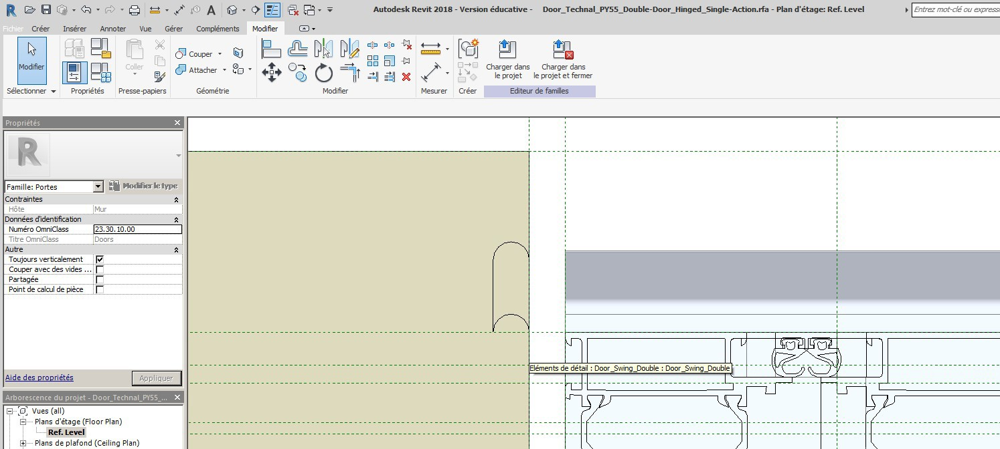 Autodesk Revit 2018 - Version éducative - Door_Technal_PY55_Double-Door_Hinged_Single-Action.rfa - Plan d'étage: Ref. Level
Entrez mot-clé ou expressi
Fichier Créer Insérer Annoter Vue Gérer Compléments Modifier
Modifier
Coller
Couper
Attacher
Charger dans
le projet
Charger dans
le projet et fermer
Sélectionner Propriétés Presse-papiers Géométrie Modifier Mesurer Créer Editeur de familles
Propriétés
Famille: Portes
Modifier le type
Contraintes
Hôte Mur
Données d'identification
Numéro OmniClass 23.30.10.00
Titre OmniClass Doors
Autre
Toujours verticalement
Couper avec des vides ...
Partagée
Point de calcul de pièce
Eléments de détail : Door_Swing_Double : Door_Swing_Double
Aide des propriétés
Appliquer
Arborescence du projet - Door_Technal_PY55_...
Vues (all)
Plans d'étage (Floor Plan)
Ref. Level
Plans de plafond (Ceiling Plan)